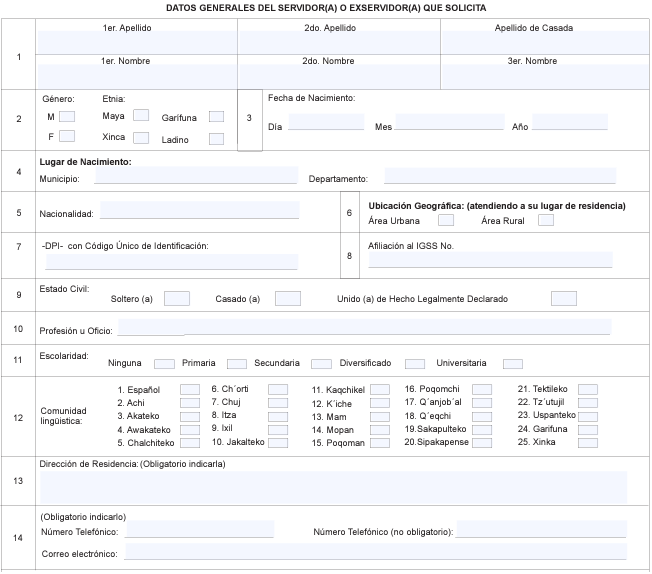 DATOS GENERALES DEL SERVIDOR(A) O EXSERVIDOR(A) QUE SOLICITA
1
1er. Apellido 2do. Apellido Apellido de Casada
1er. Nombre 2do. Nombre 3er. Nombre
2
Género: Etnia:
M Maya Garífuna
F Xinca Ladino
3
Fecha de Nacimiento:
Día Mes Año
4
Lugar de Nacimiento:
Municipio: Departamento:
5
Nacionalidad:
6
Ubicación Geográfica: (atendiendo a su lugar de residencia)
Área Urbana Área Rural
7
-DPI- con Código Único de Identificación:
8
Afiliación al IGSS No.
9
Estado Civil:
Soltero (a) Casado (a) Unido (a) de Hecho Legalmente Declarado
10
Profesión u Oficio:
11
Escolaridad:
Ninguna Primaria Secundaria Diversificado Universitaria
12
Comunidad
lingüística:
1. Español 6. Ch´orti 11. Kaqchikel 16. Poqomchi 21. Tektileko
2. Achi 7. Chuj 12. K´iche 17. Q´anjob´al 22. Tz´utujil
3. Akateko 8. Itza 13. Mam 18. Q´eqchi 23. Uspanteko
4. Awakateko 9. Ixil 14. Mopan 19.Sakapulteko 24. Garifuna
5. Chalchiteko 10. Jakalteko 15. Poqoman 20.Sipakapense 25. Xinka
13
Dirección de Residencia: (Obligatorio indicarla)
14
(Obligatorio indicarlo)
Número Telefónico: Número Telefónico (no obligatorio):
Correo electrónico: